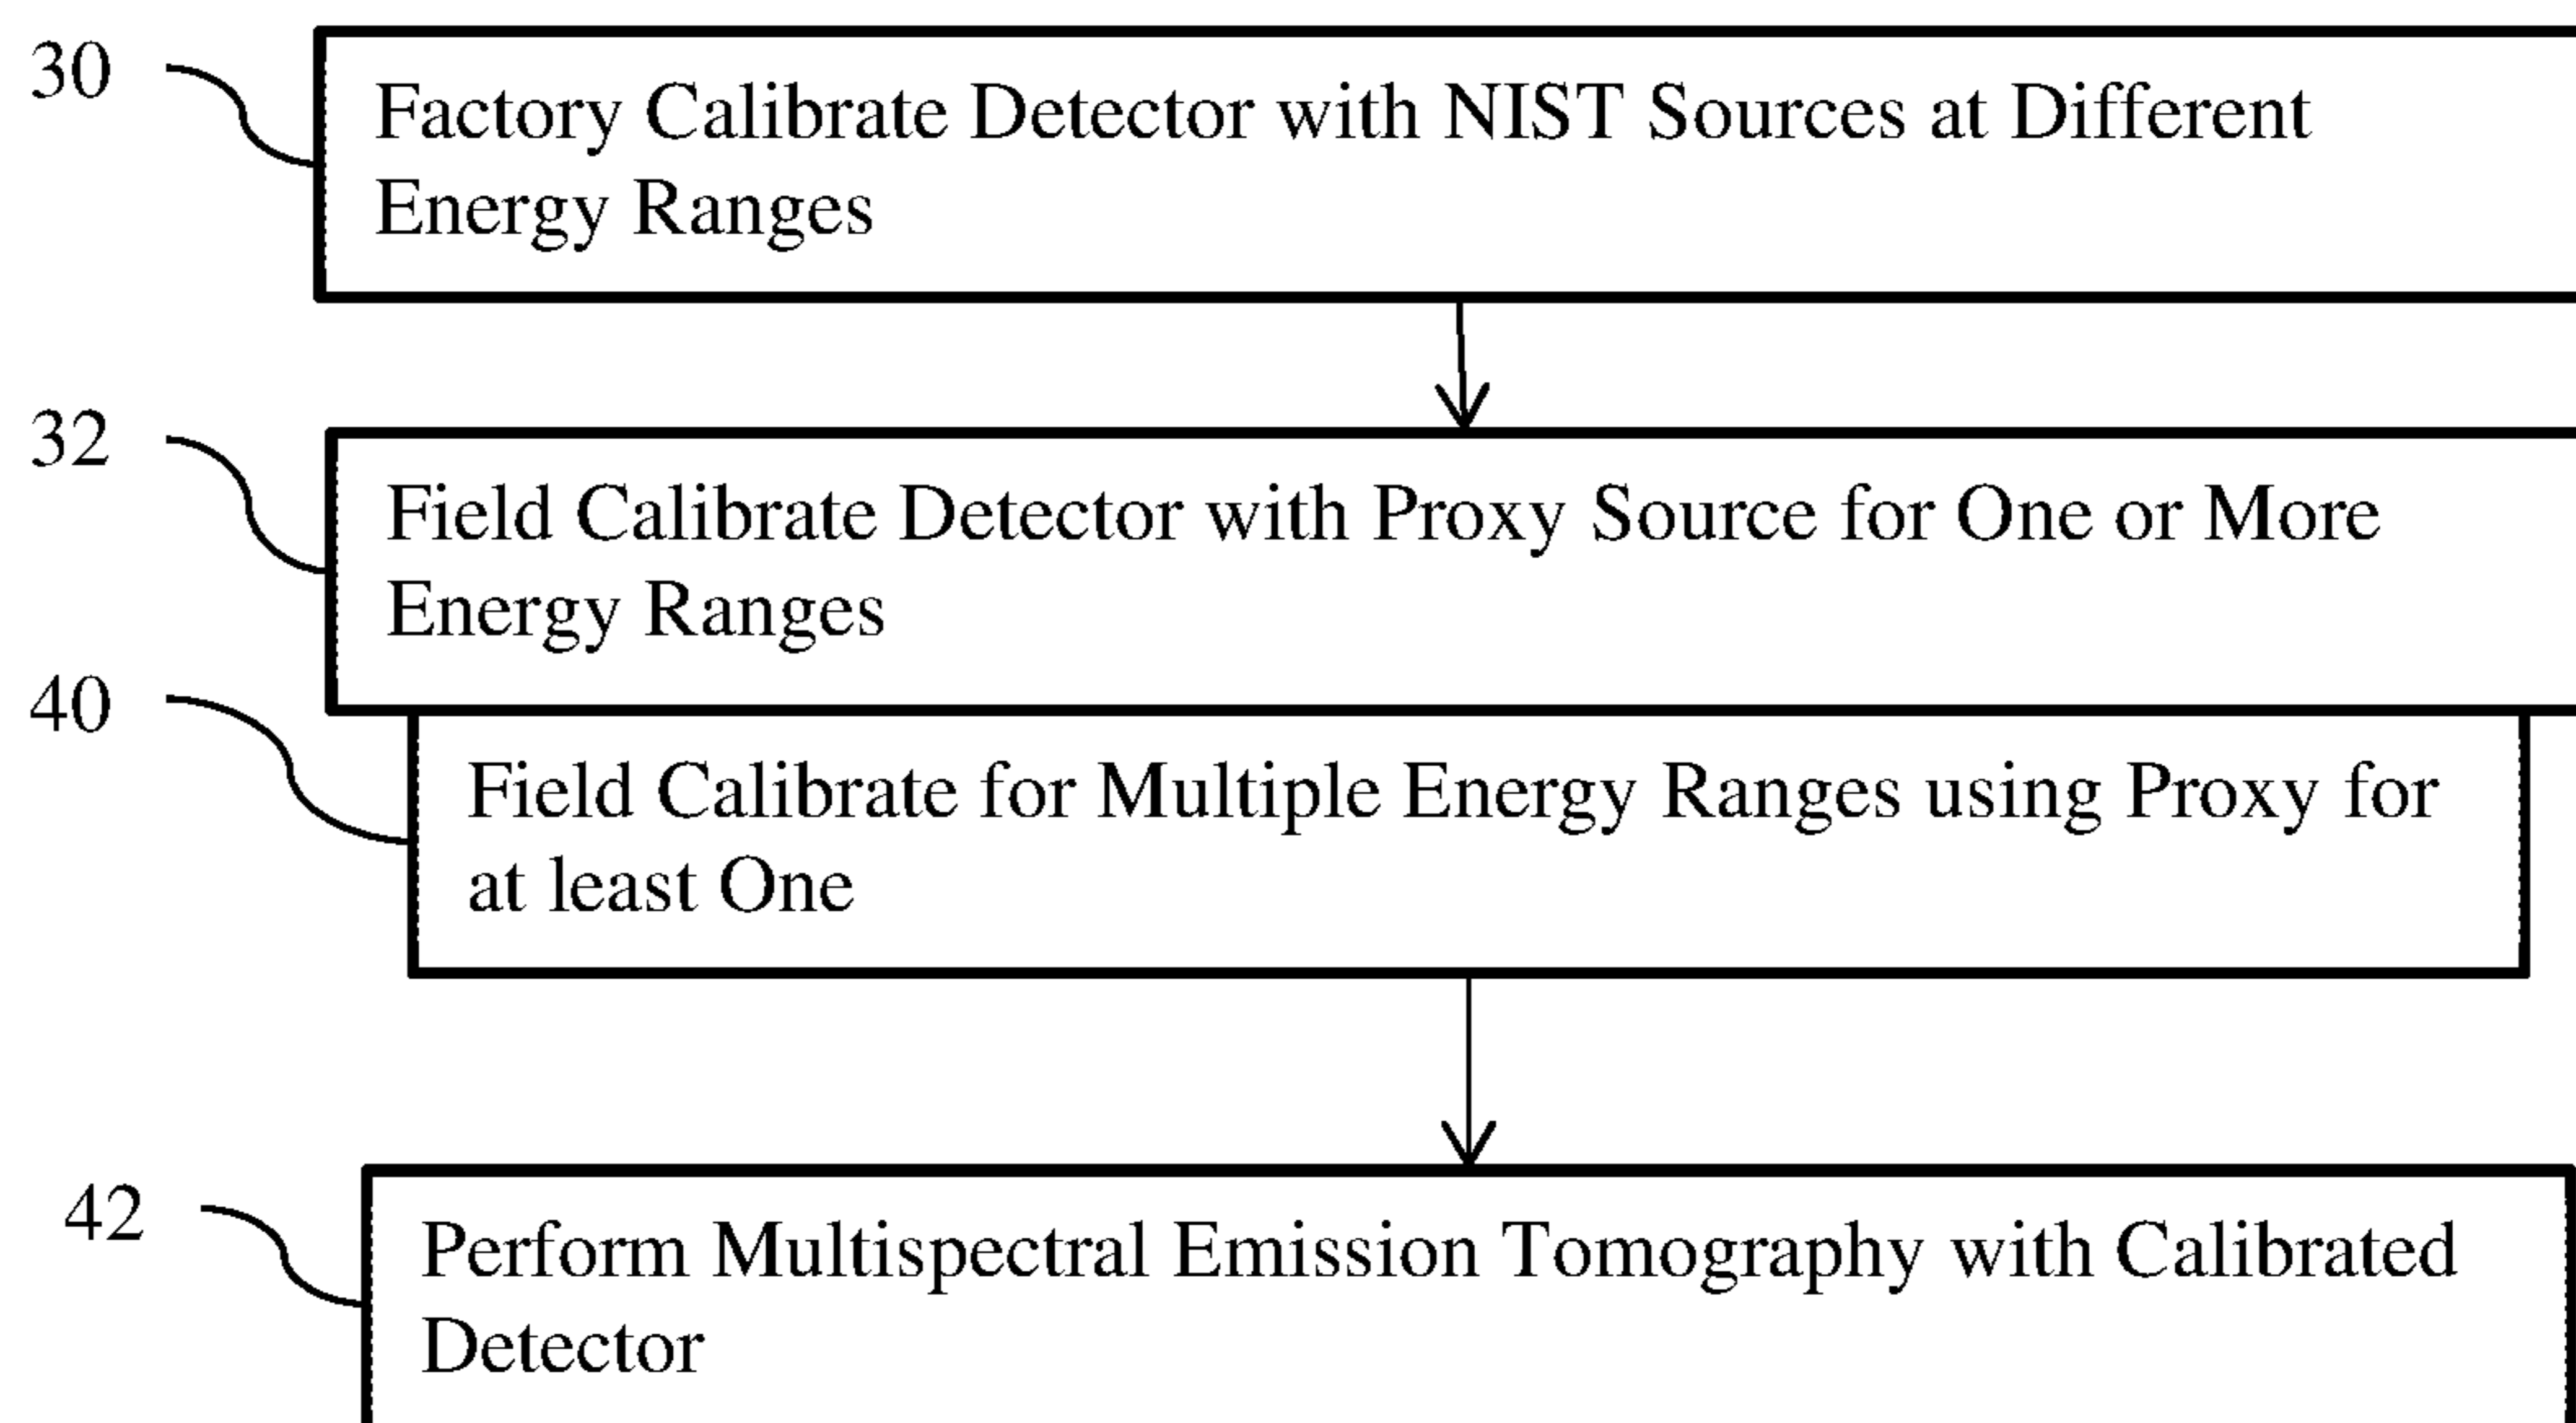 30
Factory Calibrate Detector with NIST Sources at Different
Energy Ranges
32
Field Calibrate Detector with Proxy Source for One or More
Energy Ranges
40
Field Calibrate for Multiple Energy Ranges using Proxy for
at least One
42
Perform Multispectral Emission Tomography with Calibrated
Detector